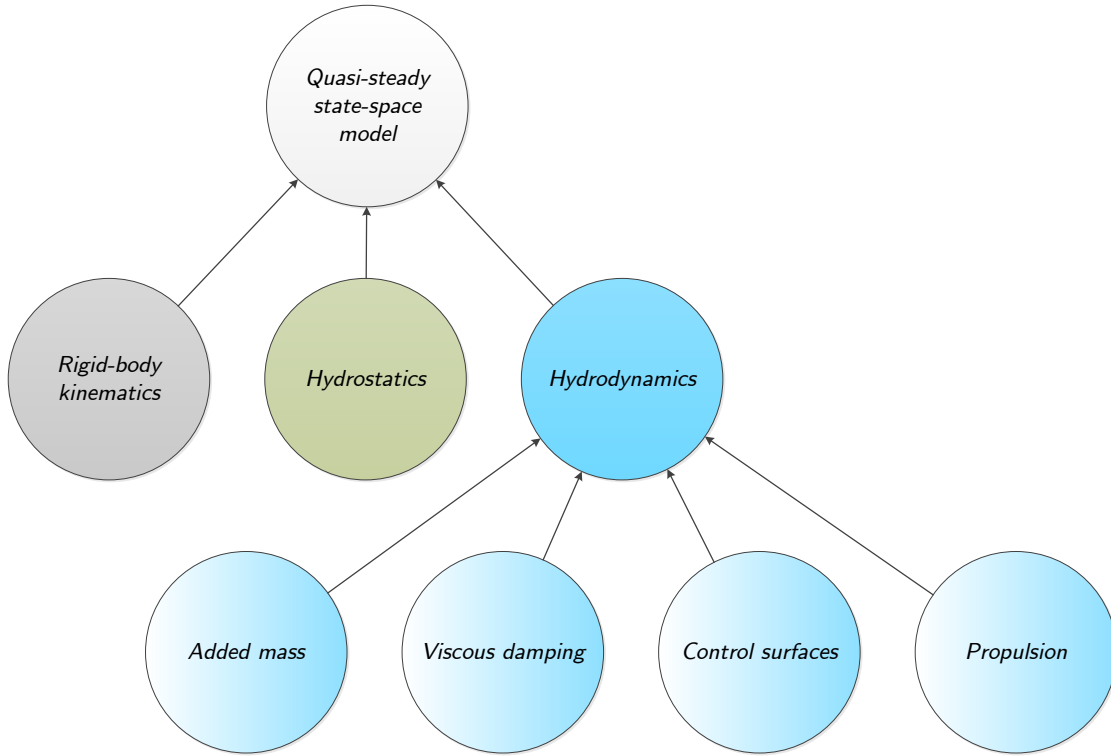 Quasi-steady
state-space
model
Rigid-body
kinematics
Hydrostatics
Hydrodynamics
Added mass
Viscous damping
Control surfaces
Propulsion